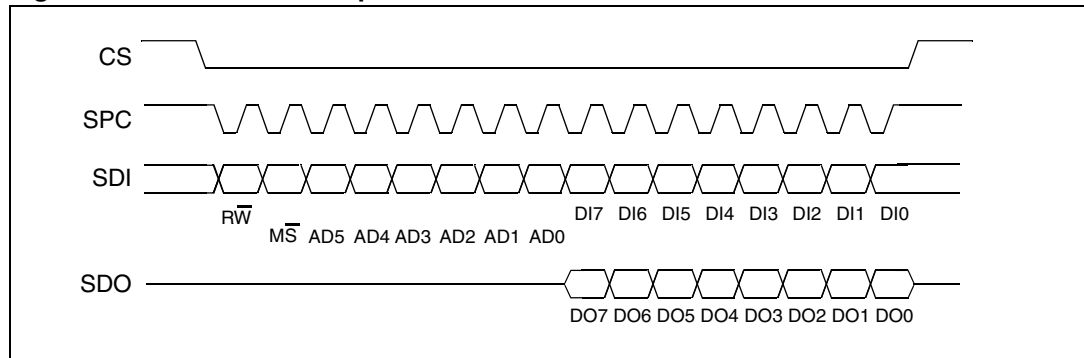 CS
SPC
SDI
RW̅
DI7 DI6 DI5 DI4 DI3 DI2 DI1 DI0
MS̅ AD5 AD4 AD3 AD2 AD1 AD0
SDO
DO7 DO6 DO5 DO4 DO3 DO2 DO1 DO0